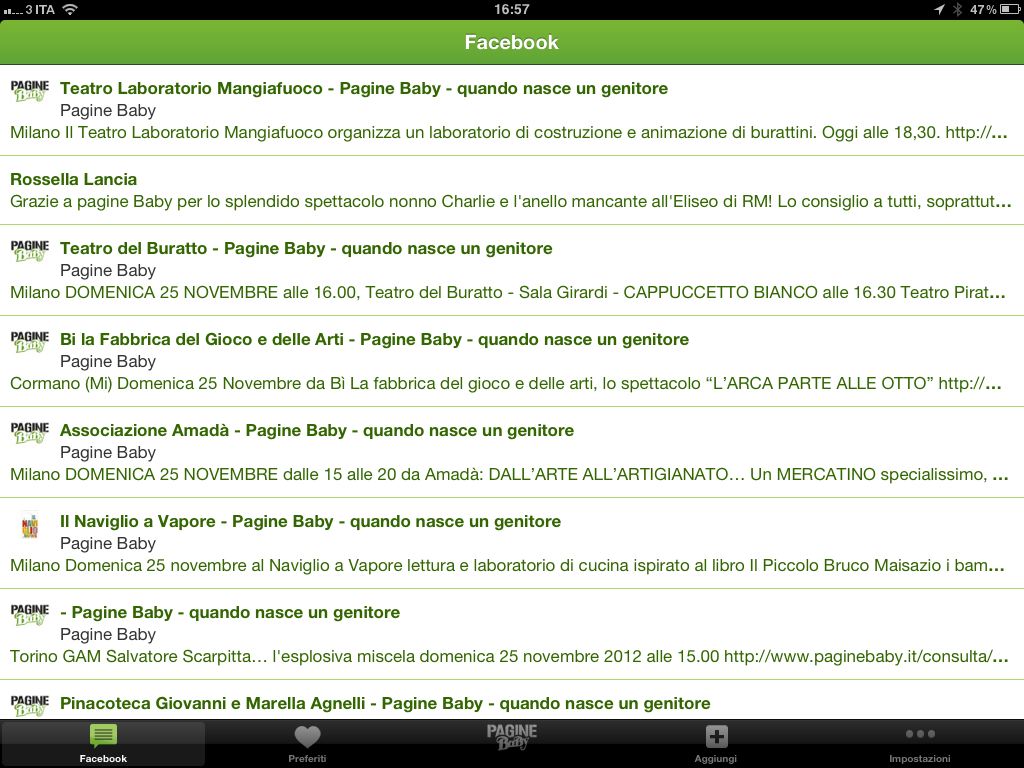 3 ITA 16:57 47%
Facebook
PAGINE Baby Teatro Laboratorio Mangiafuoco - Pagine Baby - quando nasce un genitore
Pagine Baby
Milano Il Teatro Laboratorio Mangiafuoco organizza un laboratorio di costruzione e animazione di burattini. Oggi alle 18,30. http://...
Rossella Lancia
Grazie a pagine Baby per lo splendido spettacolo nonno Charlie e l'anello mancante all'Eliseo di RM! Lo consiglio a tutti, soprattut...
PAGINE Baby Teatro del Buratto - Pagine Baby - quando nasce un genitore
Pagine Baby
Milano DOMENICA 25 NOVEMBRE alle 16.00, Teatro del Buratto - Sala Girardi - CAPPUCCETTO BIANCO alle 16.30 Teatro Pirat...
PAGINE Baby Bi la Fabbrica del Gioco e delle Arti - Pagine Baby - quando nasce un genitore
Pagine Baby
Cormano (Mi) Domenica 25 Novembre da Bì La fabbrica del gioco e delle arti, lo spettacolo “L’ARCA PARTE ALLE OTTO” http://...
PAGINE Baby Associazione Amadà - Pagine Baby - quando nasce un genitore
Pagine Baby
Milano DOMENICA 25 NOVEMBRE dalle 15 alle 20 da Amadà: DALL’ARTE ALL’ARTIGIANATO… Un MERCATINO specialissimo, ...
NAVIGLIO Il Naviglio a Vapore - Pagine Baby - quando nasce un genitore
Pagine Baby
Milano Domenica 25 novembre al Naviglio a Vapore lettura e laboratorio di cucina ispirato al libro Il Piccolo Bruco Maisazio i bam...
PAGINE Baby - Pagine Baby - quando nasce un genitore
Pagine Baby
Torino GAM Salvatore Scarpitta… l'esplosiva miscela domenica 25 novembre 2012 alle 15.00 http://www.paginebaby.it/consulta/...
PAGINE Baby Pinacoteca Giovanni e Marella Agnelli - Pagine Baby - quando nasce un genitore
Facebook Preferiti PAGINE Baby Aggiungi Impostazioni